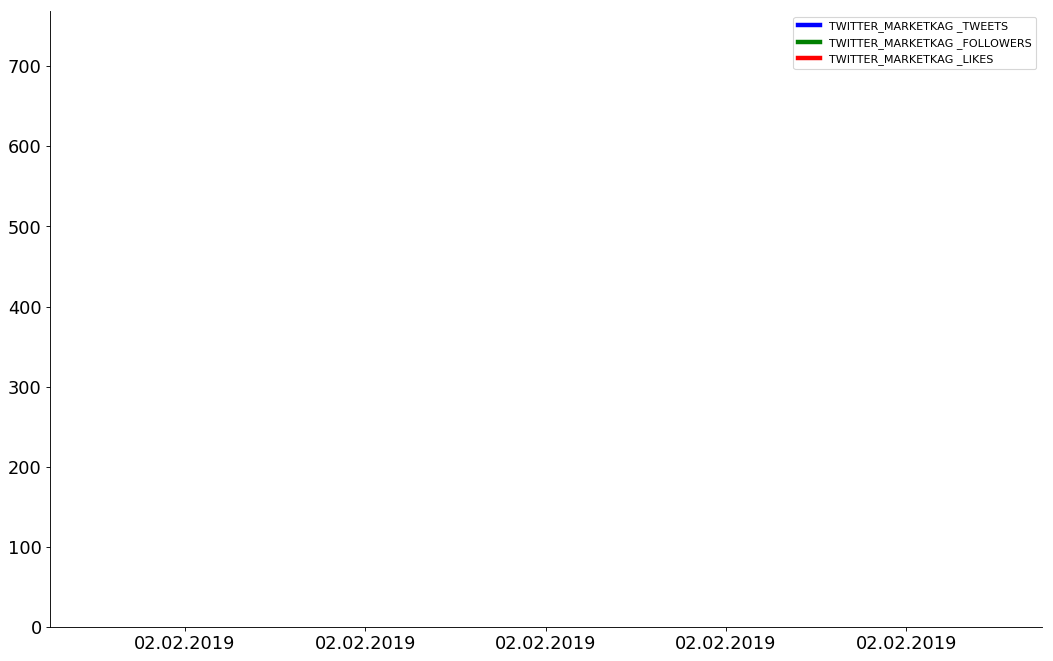 TWITTER_MARKETKAG _TWEETS
TWITTER_MARKETKAG _FOLLOWERS
TWITTER_MARKETKAG _LIKES
700
600
500
400
300
200
100
0
02.02.2019 02.02.2019 02.02.2019 02.02.2019 02.02.2019